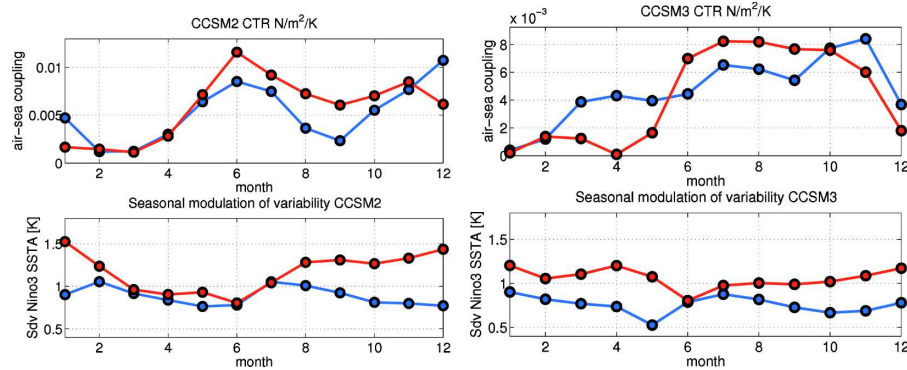 CCSM2 CTR N/m²/K
air-sea coupling
0.01
0.005
0
2 4 6 8 10 12
month
CCSM3 CTR N/m²/K
x 10⁻³
air-sea coupling
8
6
4
2
0
2 4 6 8 10 12
month
Seasonal modulation of variability CCSM2
Sdv Nino3 SSTA [K]
1.5
1
0.5
2 4 6 8 10 12
month
Seasonal modulation of variability CCSM3
Sdv Nino3 SSTA [K]
1.5
1
0.5
2 4 6 8 10 12
month